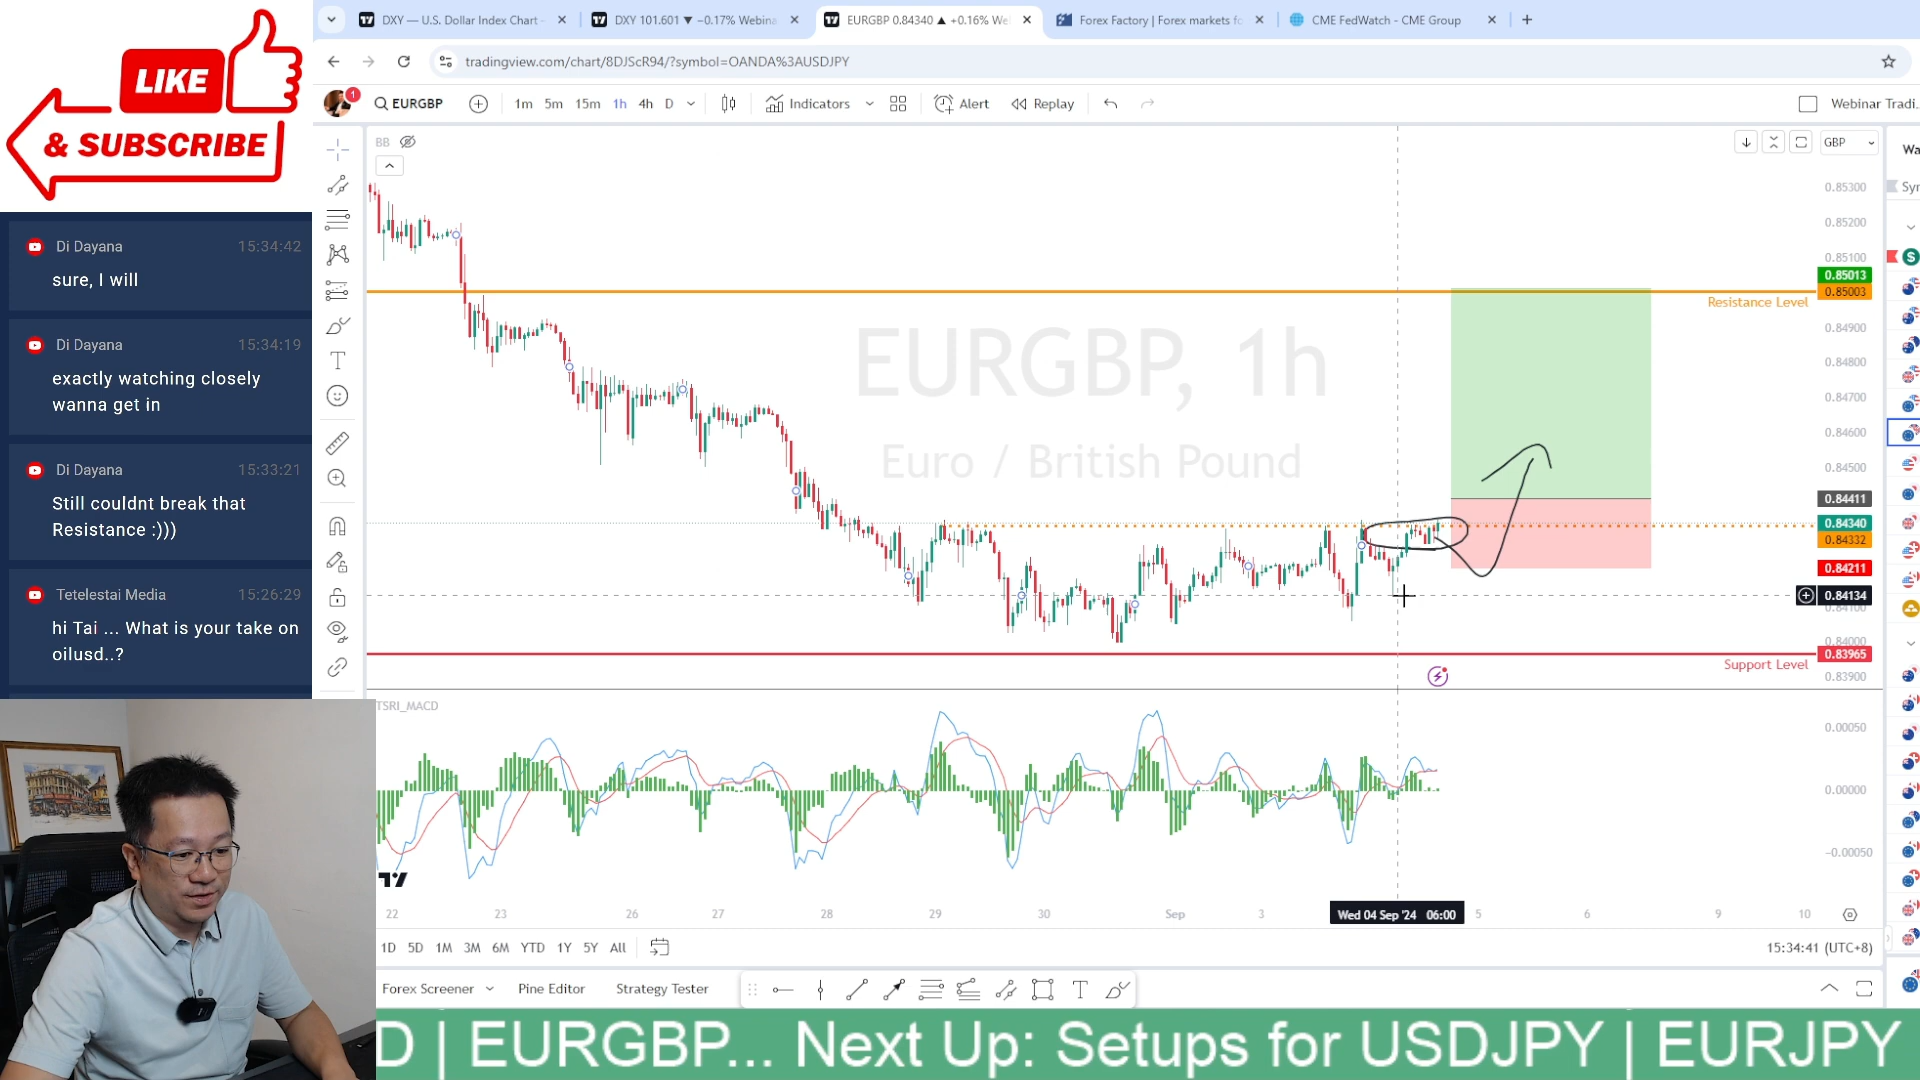 LIKE
& SUBSCRIBE
Di Dayana 15:34:42
sure, I will
Di Dayana 15:34:19
exactly watching closely
wanna get in
Di Dayana 15:33:21
Still couldnt break that
Resistance :)))
Tetelestai Media 15:26:29
hi Tai ... What is your take on
oilusd..?
DXY — U.S. Dollar Index Chart
DXY 101.601 ▼ −0.17% Webina
EURGBP 0.84340 ▲ +0.16% We
Forex Factory | Forex markets fo
CME FedWatch - CME Group
tradingview.com/chart/8DJScR94/?symbol=OANDA%3AUSDJPY
1
EURGBP
1m 5m 15m 1h 4h D
Indicators
Alert
Replay
Webinar Tradi..
BB
GBP
Wa
Syr
S
EURGBP, 1h
Euro / British Pound
Resistance Level
Support Level
0.85300
0.85200
0.85100
0.85013
0.85003
0.84900
0.84800
0.84700
0.84600
0.84500
0.84411
0.84340
0.84332
0.84211
0.84134
0.84100
0.84000
0.83965
0.83900
TSRI_MACD
0.00050
0.00000
−0.00050
22 23 26 27 28 29 30 Sep 3 Wed 04 Sep '24 06:00 5 6 9 10
1D 5D 1M 3M 6M YTD 1Y 5Y All
15:34:41 (UTC+8)
Forex Screener
Pine Editor
Strategy Tester
D | EURGBP... Next Up: Setups for USDJPY | EURJPY